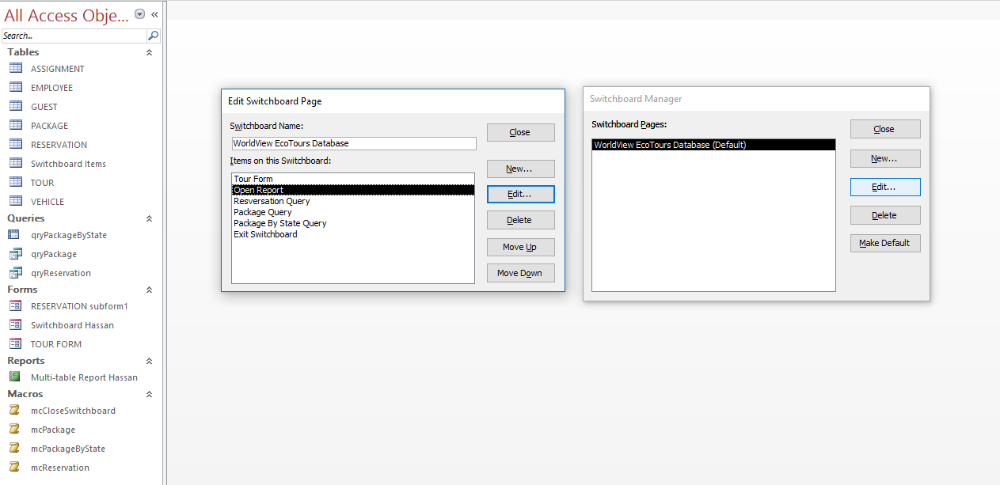 All Access Obje...
Search...
Tables
ASSIGNMENT
EMPLOYEE
GUEST
PACKAGE
RESERVATION
Switchboard Items
TOUR
VEHICLE
Queries
qryPackageByState
qryPackage
qryReservation
Forms
RESERVATION subform1
Switchboard Hassan
TOUR FORM
Reports
Multi-table Report Hassan
Macros
mcCloseSwitchboard
mcPackage
mcPackageByState
mcReservation
Edit Switchboard Page
Switchboard Name:
WorldView EcoTours Database
Items on this Switchboard:
Tour Form
Open Report
Resversation Query
Package Query
Package By State Query
Exit Switchboard
Close
New...
Edit...
Delete
Move Up
Move Down
Switchboard Manager
Switchboard Pages:
WorldView EcoTours Database (Default)
Close
New...
Edit...
Delete
Make Default